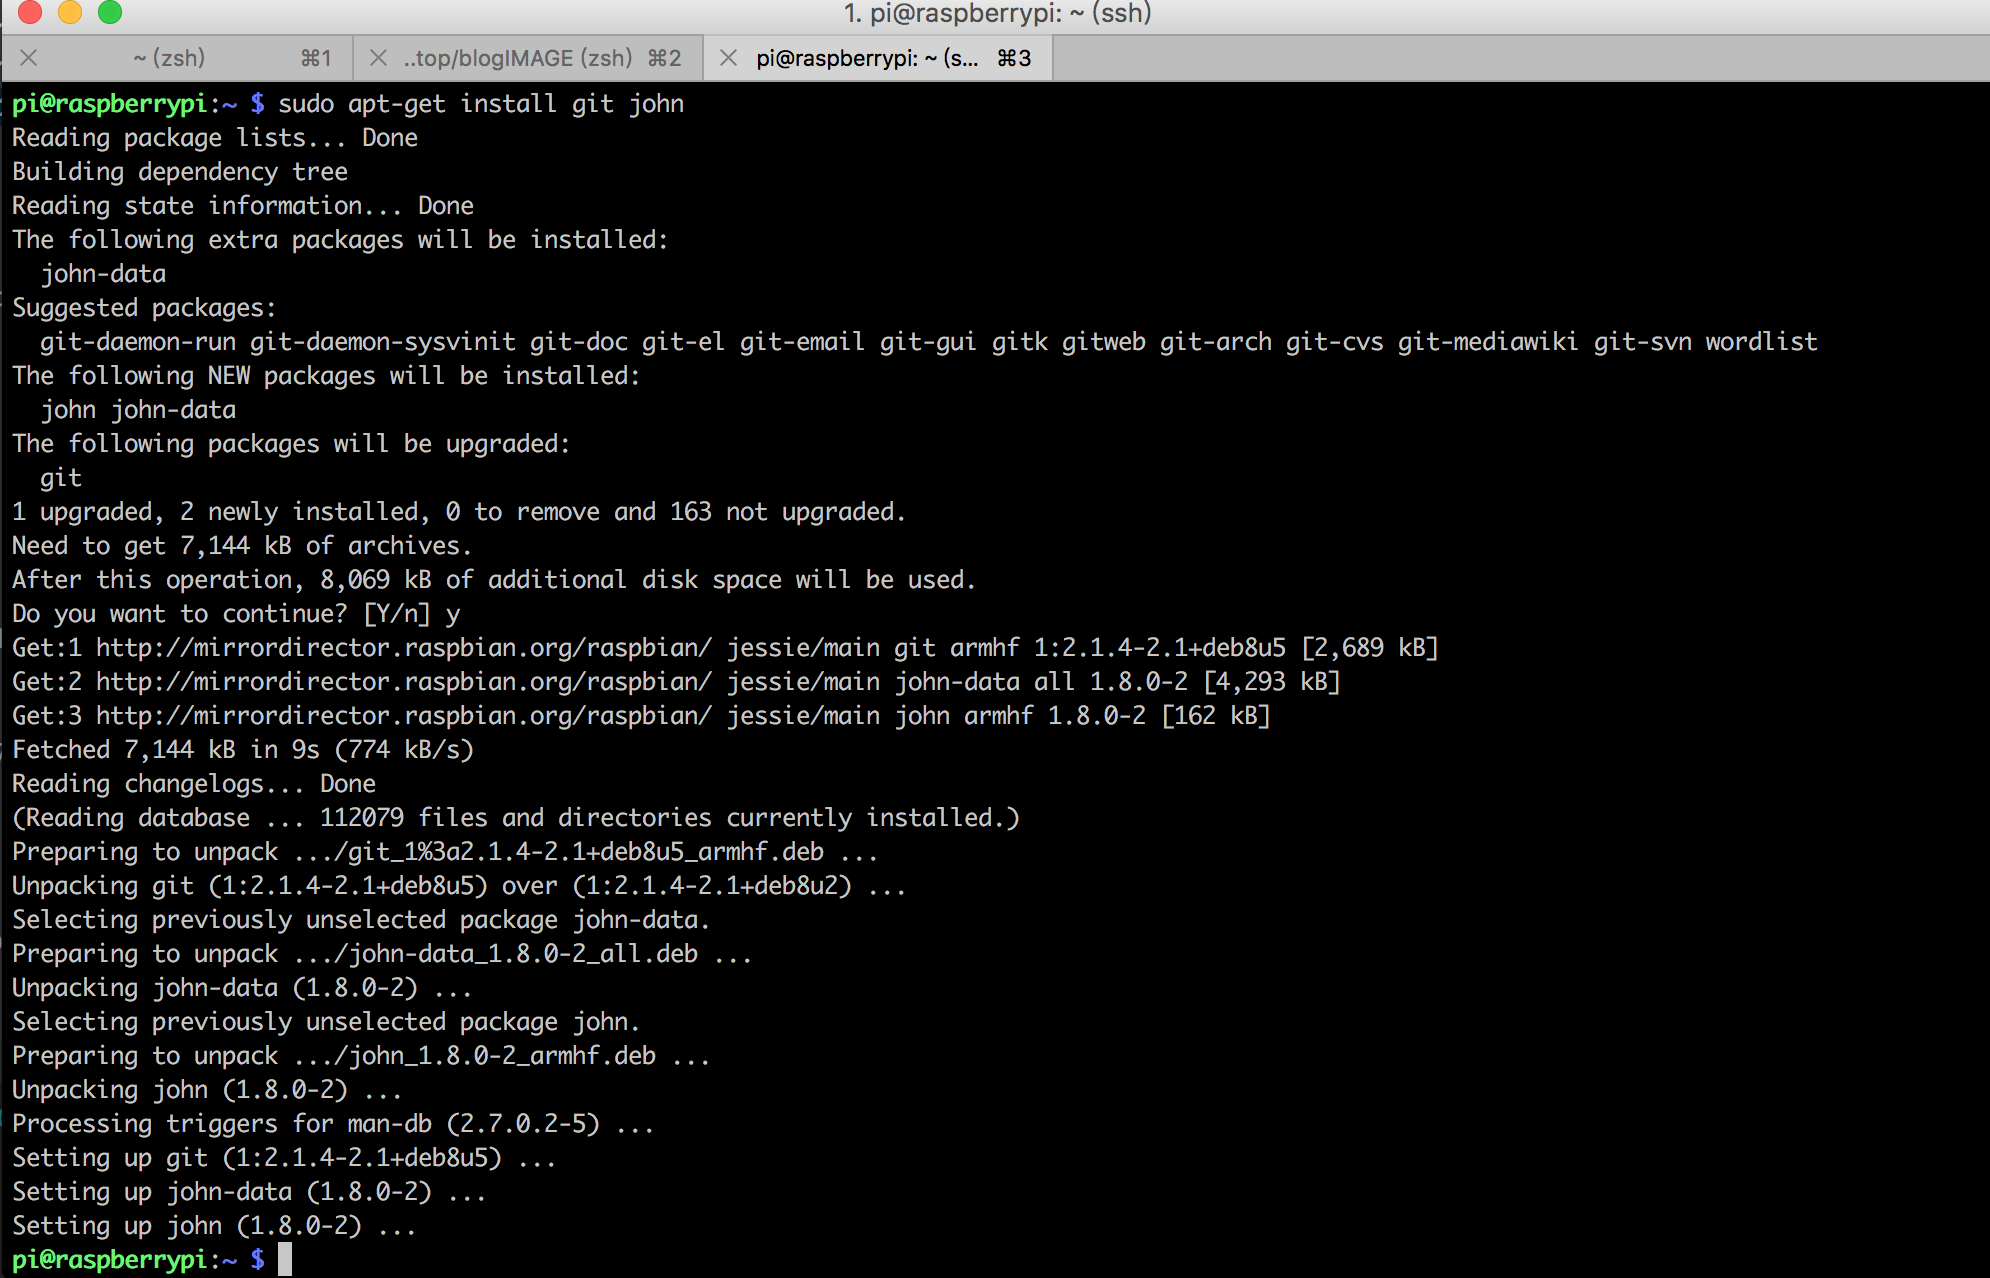 1. pi@raspberrypi: ~ (ssh)
~ (zsh) ⌘1 ..top/blogIMAGE (zsh) ⌘2 pi@raspberrypi: ~ (s... ⌘3
pi@raspberrypi:~ $ sudo apt-get install git john
Reading package lists... Done
Building dependency tree
Reading state information... Done
The following extra packages will be installed:
  john-data
Suggested packages:
  git-daemon-run git-daemon-sysvinit git-doc git-el git-email git-gui gitk gitweb git-arch git-cvs git-mediawiki git-svn wordlist
The following NEW packages will be installed:
  john john-data
The following packages will be upgraded:
  git
1 upgraded, 2 newly installed, 0 to remove and 163 not upgraded.
Need to get 7,144 kB of archives.
After this operation, 8,069 kB of additional disk space will be used.
Do you want to continue? [Y/n] y
Get:1 http://mirrordirector.raspbian.org/raspbian/ jessie/main git armhf 1:2.1.4-2.1+deb8u5 [2,689 kB]
Get:2 http://mirrordirector.raspbian.org/raspbian/ jessie/main john-data all 1.8.0-2 [4,293 kB]
Get:3 http://mirrordirector.raspbian.org/raspbian/ jessie/main john armhf 1.8.0-2 [162 kB]
Fetched 7,144 kB in 9s (774 kB/s)
Reading changelogs... Done
(Reading database ... 112079 files and directories currently installed.)
Preparing to unpack .../git_1%3a2.1.4-2.1+deb8u5_armhf.deb ...
Unpacking git (1:2.1.4-2.1+deb8u5) over (1:2.1.4-2.1+deb8u2) ...
Selecting previously unselected package john-data.
Preparing to unpack .../john-data_1.8.0-2_all.deb ...
Unpacking john-data (1.8.0-2) ...
Selecting previously unselected package john.
Preparing to unpack .../john_1.8.0-2_armhf.deb ...
Unpacking john (1.8.0-2) ...
Processing triggers for man-db (2.7.0.2-5) ...
Setting up git (1:2.1.4-2.1+deb8u5) ...
Setting up john-data (1.8.0-2) ...
Setting up john (1.8.0-2) ...
pi@raspberrypi:~ $